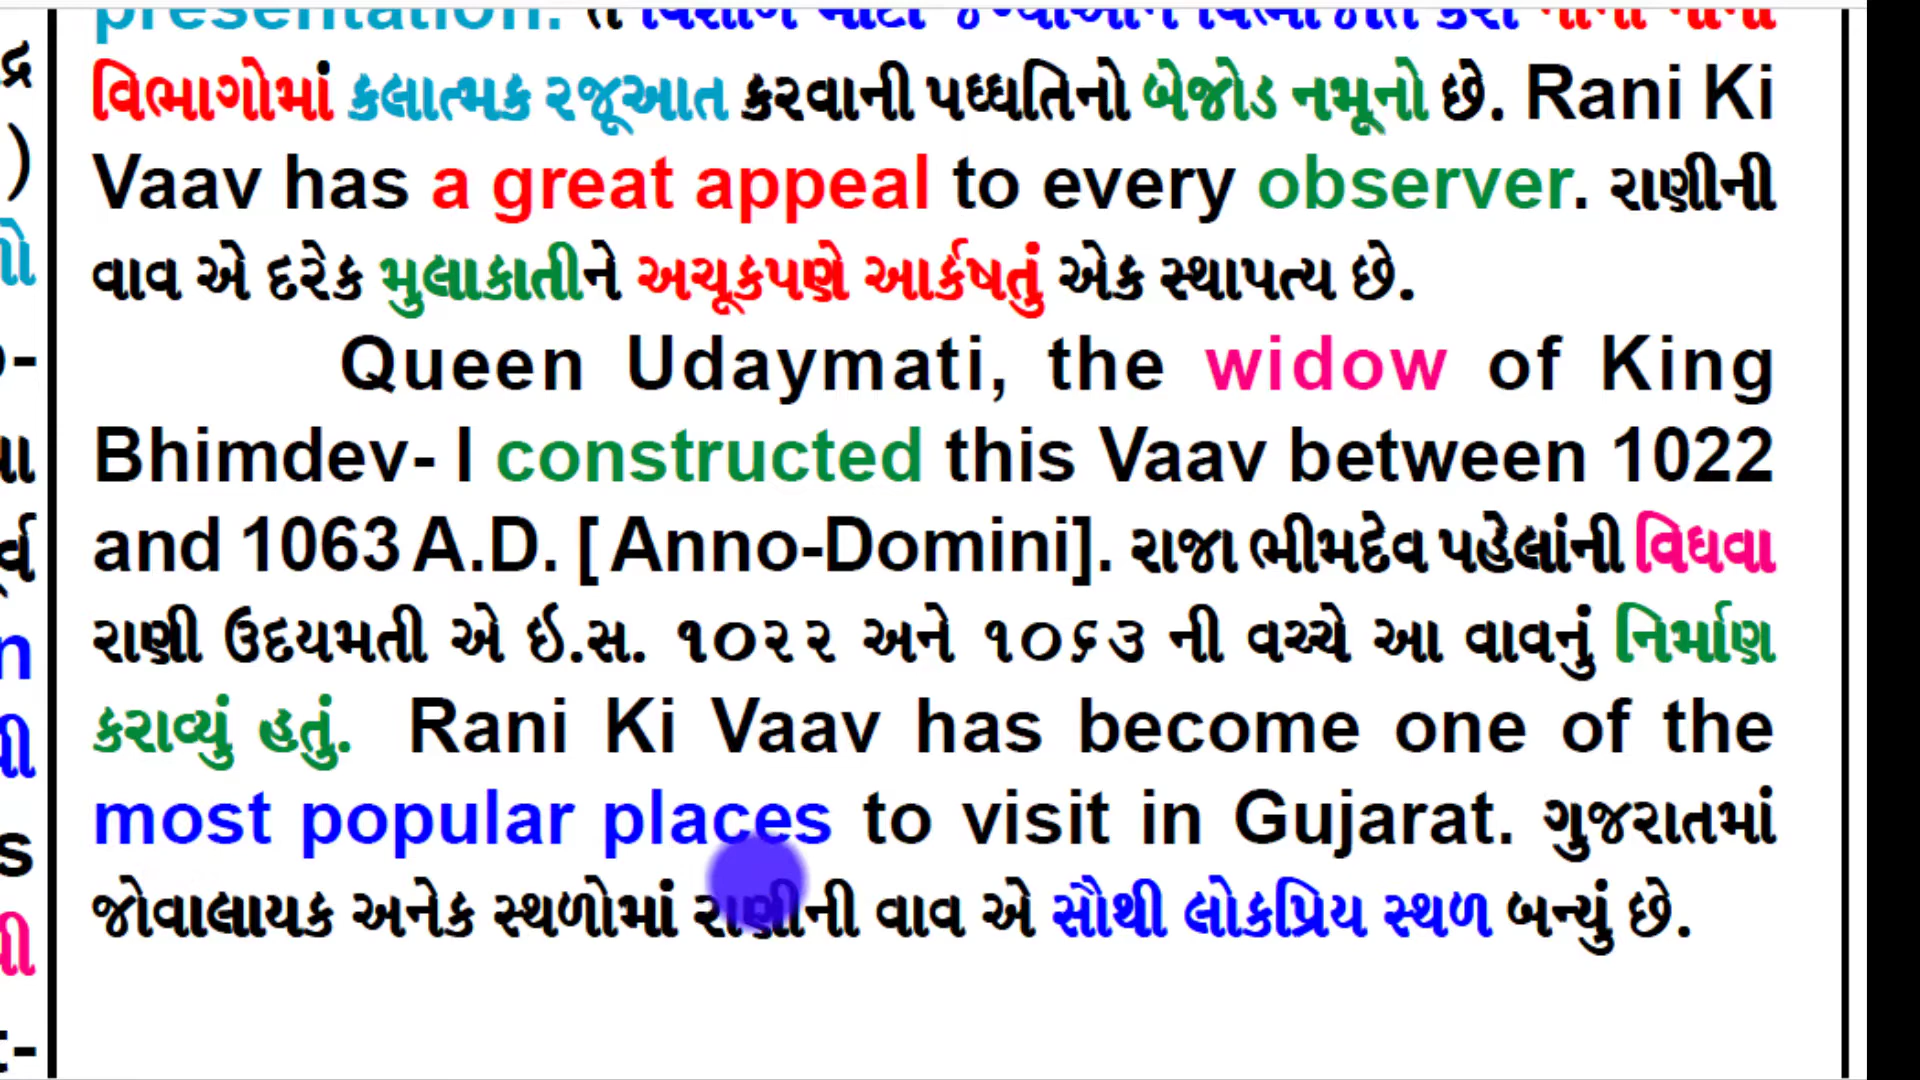 presentation. તે
વિભાગોમાં કલાત્મક રજૂઆત કરવાની પધ્ધતિનો બેજોડ નમૂનો છે. Rani Ki
Vaav has a great appeal to every observer. રાણીની
વાવ એ દરેક મુલાકાતીને અચૂકપણે આર્કષતું એક સ્થાપત્ય છે.
Queen Udaymati, the widow of King
Bhimdev- I constructed this Vaav between 1022
and 1063 A.D. [ Anno-Domini]. રાજા ભીમદેવ પહેલાંની વિધવા
રાણી ઉદયમતી એ ઇ.સ. ૧૦૨૨ અને ૧૦૬૩ ની વચ્ચે આ વાવનું નિર્માણ
કરાવ્યું હતું. Rani Ki Vaav has become one of the
most popular places to visit in Gujarat. ગુજરાતમાં
જોવાલાયક અનેક સ્થળોમાં રાણીની વાવ એ સૌથી લોકપ્રિય સ્થળ બન્યું છે.